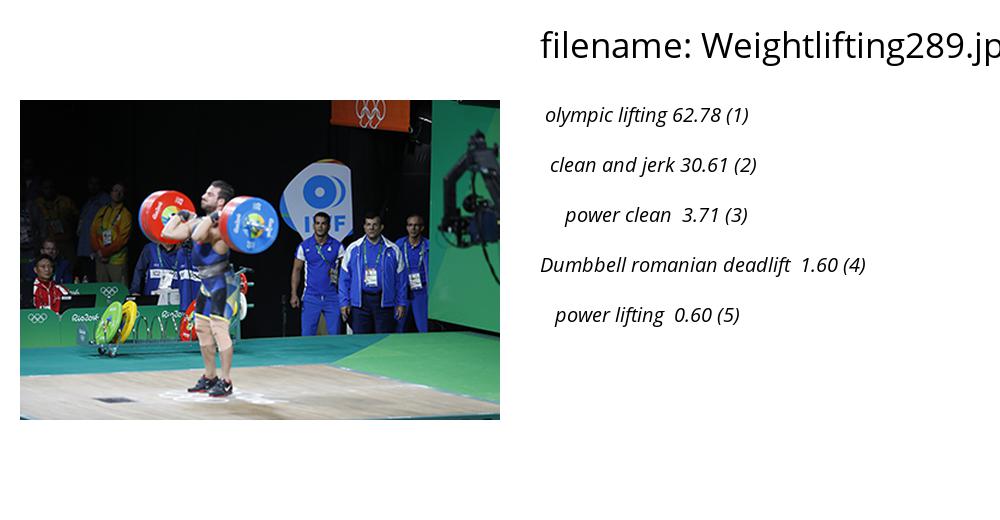 filename: Weightlifting289.jp
olympic lifting 62.78 (1)
clean and jerk 30.61 (2)
power clean 3.71 (3)
Dumbbell romanian deadlift 1.60 (4)
power lifting 0.60 (5)
Rio2016